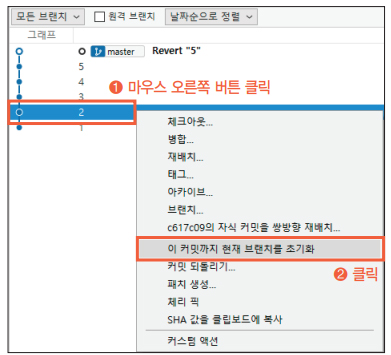 모든 브랜치 원격 브랜치 날짜순으로 정렬
그래프
master Revert "5"
5
4
3
❶ 마우스 오른쪽 버튼 클릭
2
1
체크아웃...
병합...
재배치...
태그...
아카이브...
브랜치...
c617c09의 자식 커밋을 쌍방향 재배치...
이 커밋까지 현재 브랜치를 초기화
커밋 되돌리기...
❷ 클릭
패치 생성...
체리 픽
SHA 값을 클립보드에 복사
커스텀 액션